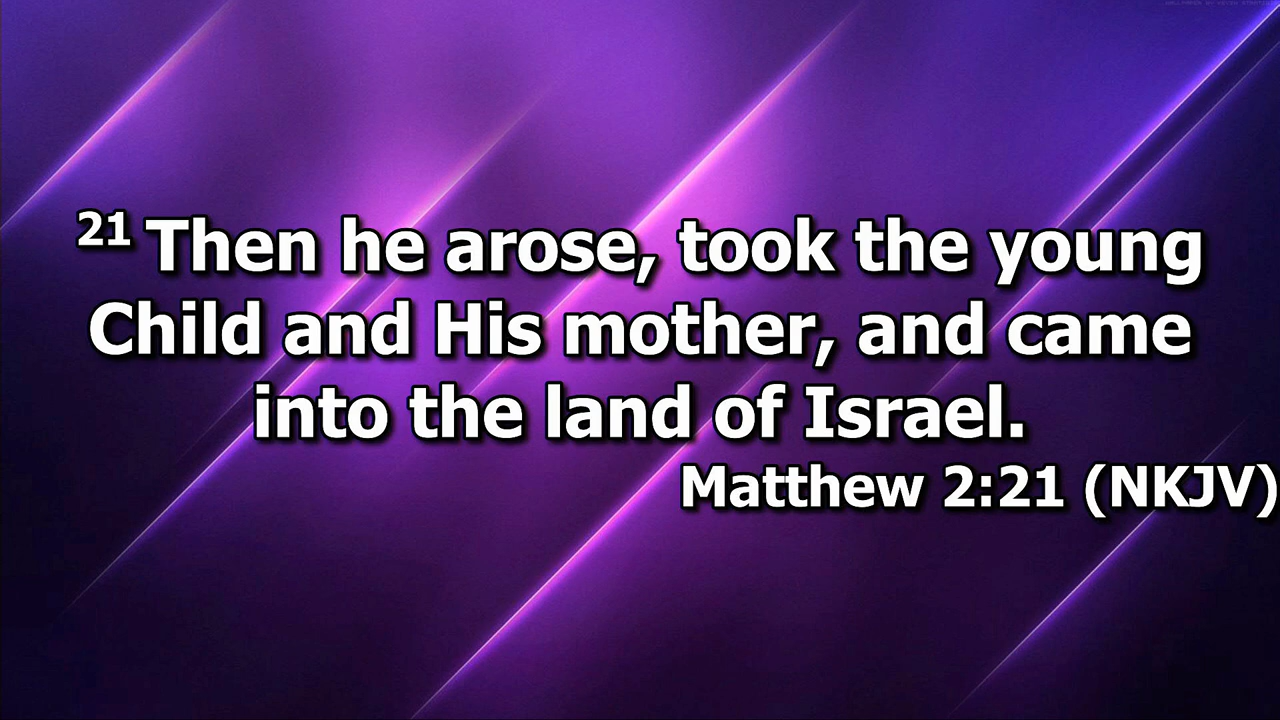 21 Then he arose, took the young
Child and His mother, and came
into the land of Israel.
Matthew 2:21 (NKJV)